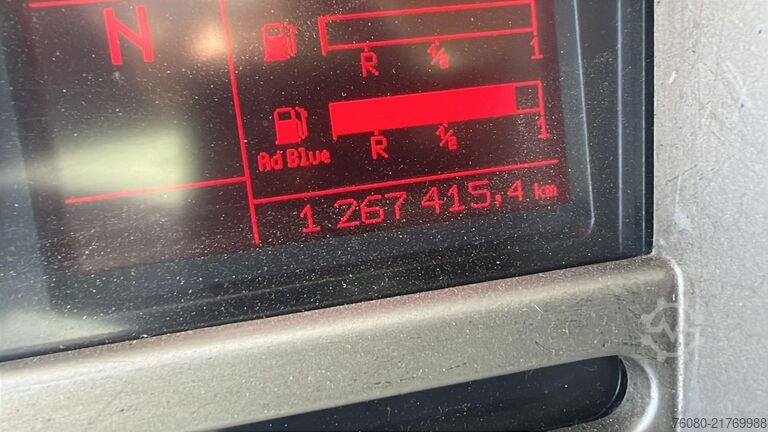 N
R 1/2 1
R 1/2 1
Ad Blue
1 267 415,4 km
76080-21769988